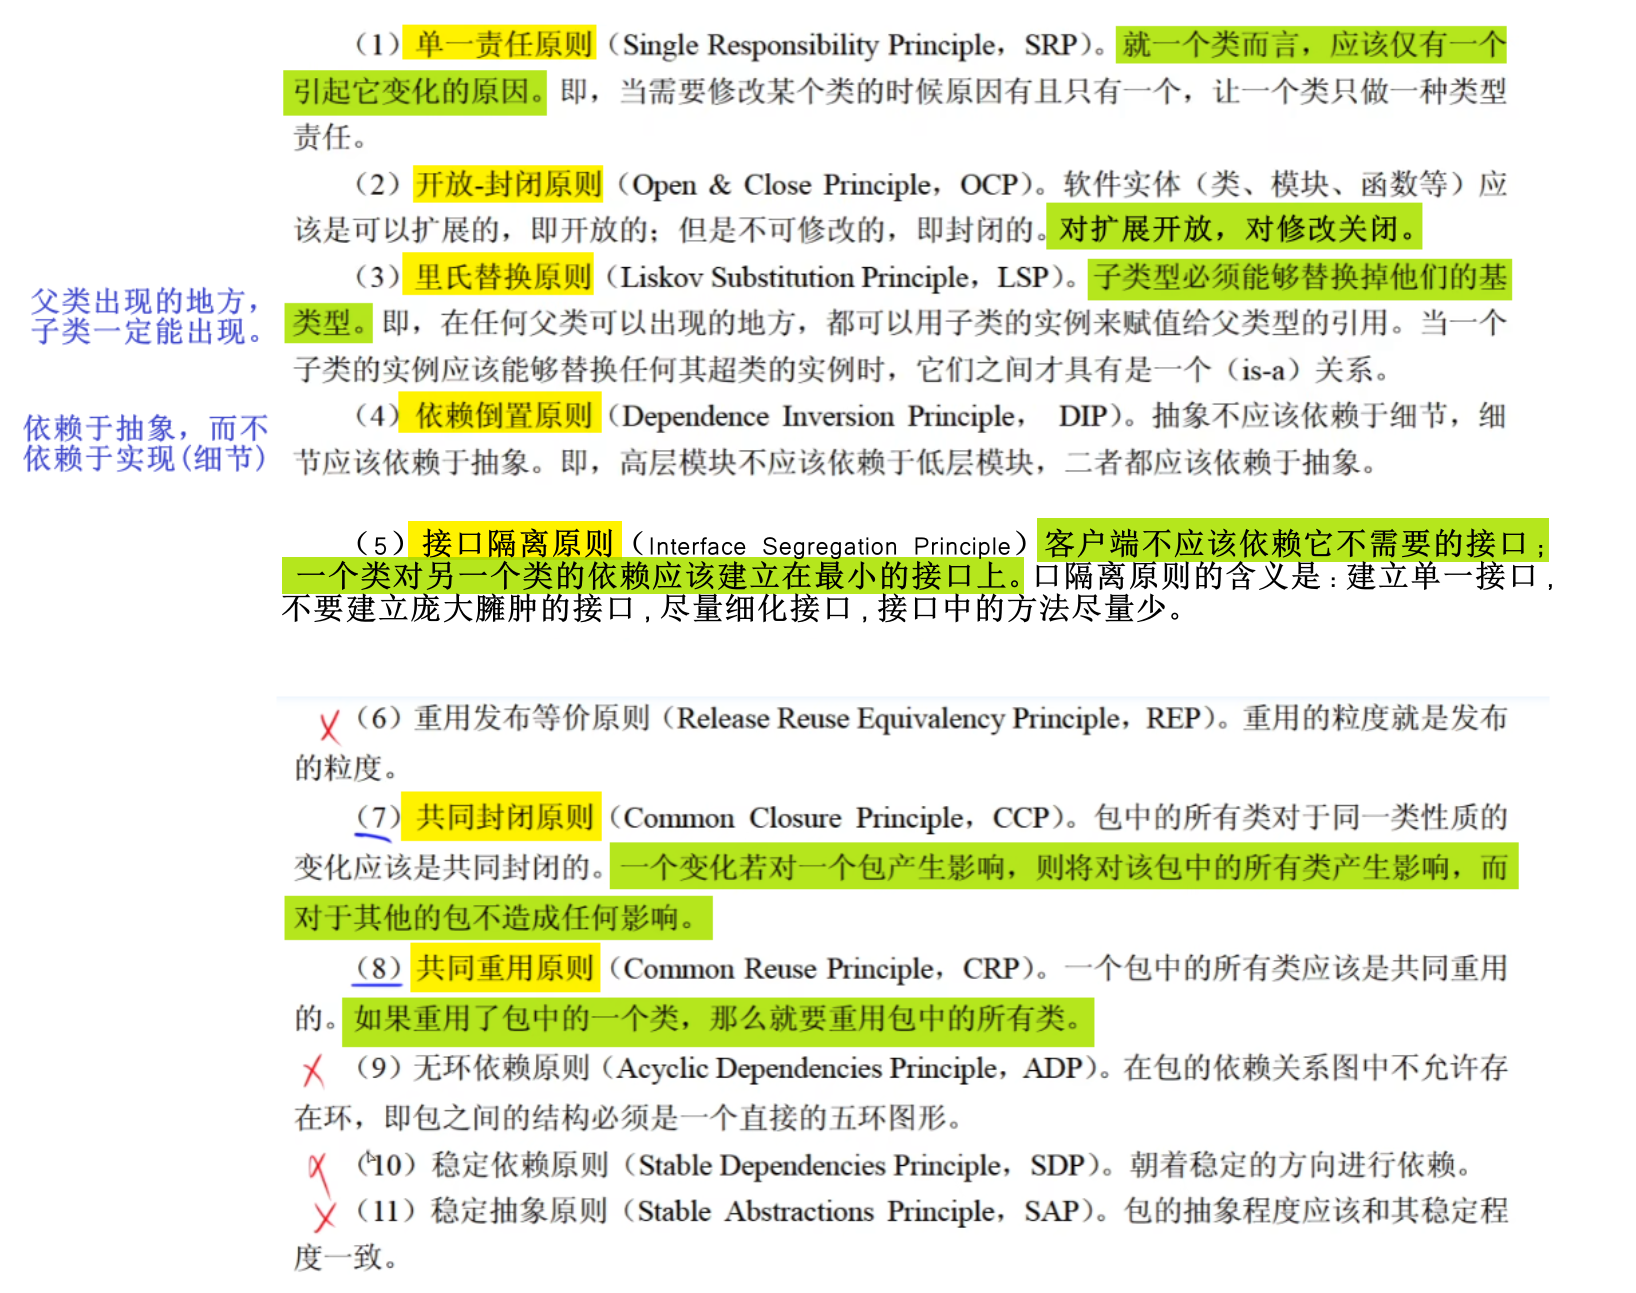 （1）单一责任原则（Single Responsibility Principle，SRP）。就一个类而言，应该仅有一个
引起它变化的原因。即，当需要修改某个类的时候原因有且只有一个，让一个类只做一种类型
责任。
（2）开放-封闭原则（Open & Close Principle，OCP）。软件实体（类、模块、函数等）应
该是可以扩展的，即开放的；但是不可修改的，即封闭的。对扩展开放，对修改关闭。
（3）里氏替换原则（Liskov Substitution Principle，LSP）。子类型必须能够替换掉他们的基
父类出现的地方，
子类一定能出现。
类型。即，在任何父类可以出现的地方，都可以用子类的实例来赋值给父类型的引用。当一个
子类的实例应该能够替换任何其超类的实例时，它们之间才具有是一个（is-a）关系。
（4）依赖倒置原则（Dependence Inversion Principle， DIP）。抽象不应该依赖于细节，细
依赖于抽象，而不
依赖于实现(细节)
节应该依赖于抽象。即，高层模块不应该依赖于低层模块，二者都应该依赖于抽象。
（5）接口隔离原则（Interface Segregation Principle）客户端不应该依赖它不需要的接口;
一个类对另一个类的依赖应该建立在最小的接口上。口隔离原则的含义是:建立单一接口,
不要建立庞大臃肿的接口,尽量细化接口,接口中的方法尽量少。
（6）重用发布等价原则（Release Reuse Equivalency Principle，REP）。重用的粒度就是发布
的粒度。
（7）共同封闭原则（Common Closure Principle，CCP）。包中的所有类对于同一类性质的
变化应该是共同封闭的。一个变化若对一个包产生影响，则将对该包中的所有类产生影响，而
对于其他的包不造成任何影响。
（8）共同重用原则（Common Reuse Principle，CRP）。一个包中的所有类应该是共同重用
的。如果重用了包中的一个类，那么就要重用包中的所有类。
（9）无环依赖原则（Acyclic Dependencies Principle，ADP）。在包的依赖关系图中不允许存
在环，即包之间的结构必须是一个直接的五环图形。
（10）稳定依赖原则（Stable Dependencies Principle，SDP）。朝着稳定的方向进行依赖。
（11）稳定抽象原则（Stable Abstractions Principle，SAP）。包的抽象程度应该和其稳定程
度一致。